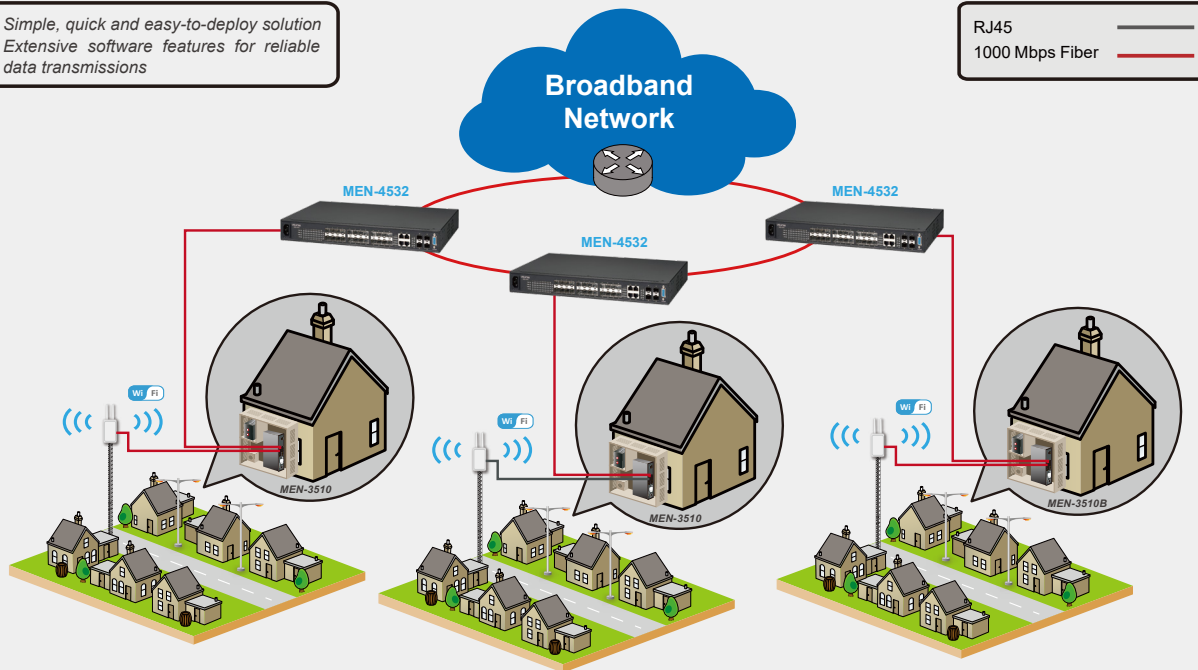 Simple, quick and easy-to-deploy solution
Extensive software features for reliable
data transmissions
RJ45
1000 Mbps Fiber
Broadband
Network
MEN-4532
MEN-4532
MEN-4532
Wi Fi
Wi Fi
Wi Fi
MEN-3510
MEN-3510
MEN-3510B